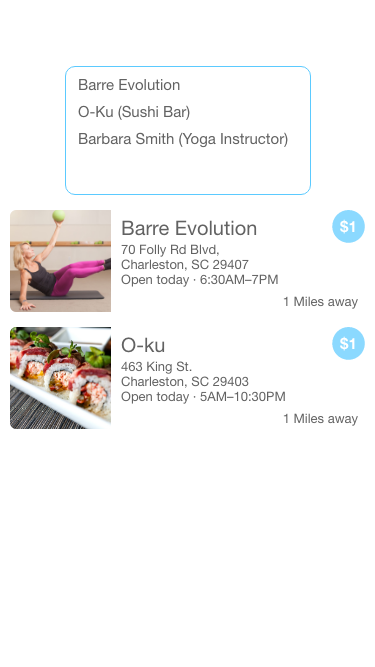 Barre Evolution
O-Ku (Sushi Bar)
Barbara Smith (Yoga Instructor)
Barre Evolution
$1
70 Folly Rd Blvd,
Charleston, SC 29407
Open today · 6:30AM–7PM
1 Miles away
O-ku
$1
463 King St.
Charleston, SC 29403
Open today · 5AM–10:30PM
1 Miles away